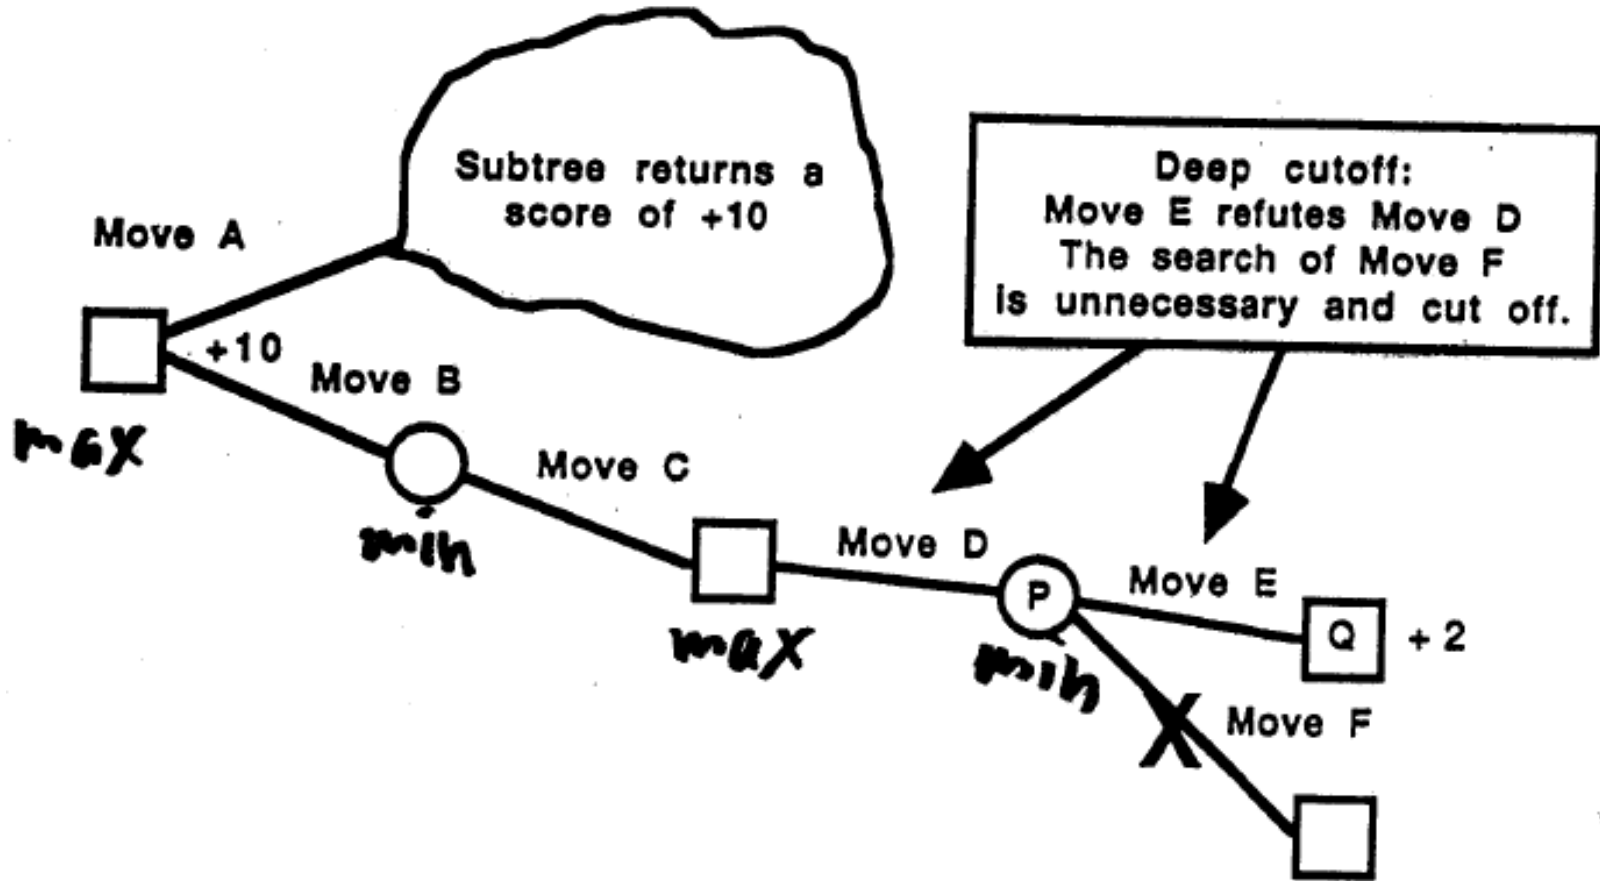 Subtree returns a
score of +10
Deep cutoff:
Move E refutes Move D
The search of Move F
is unnecessary and cut off.
Move A
+10
Move B
max
Move C
min
Move D
max
P
Move E
min
Q
+2
X
Move F